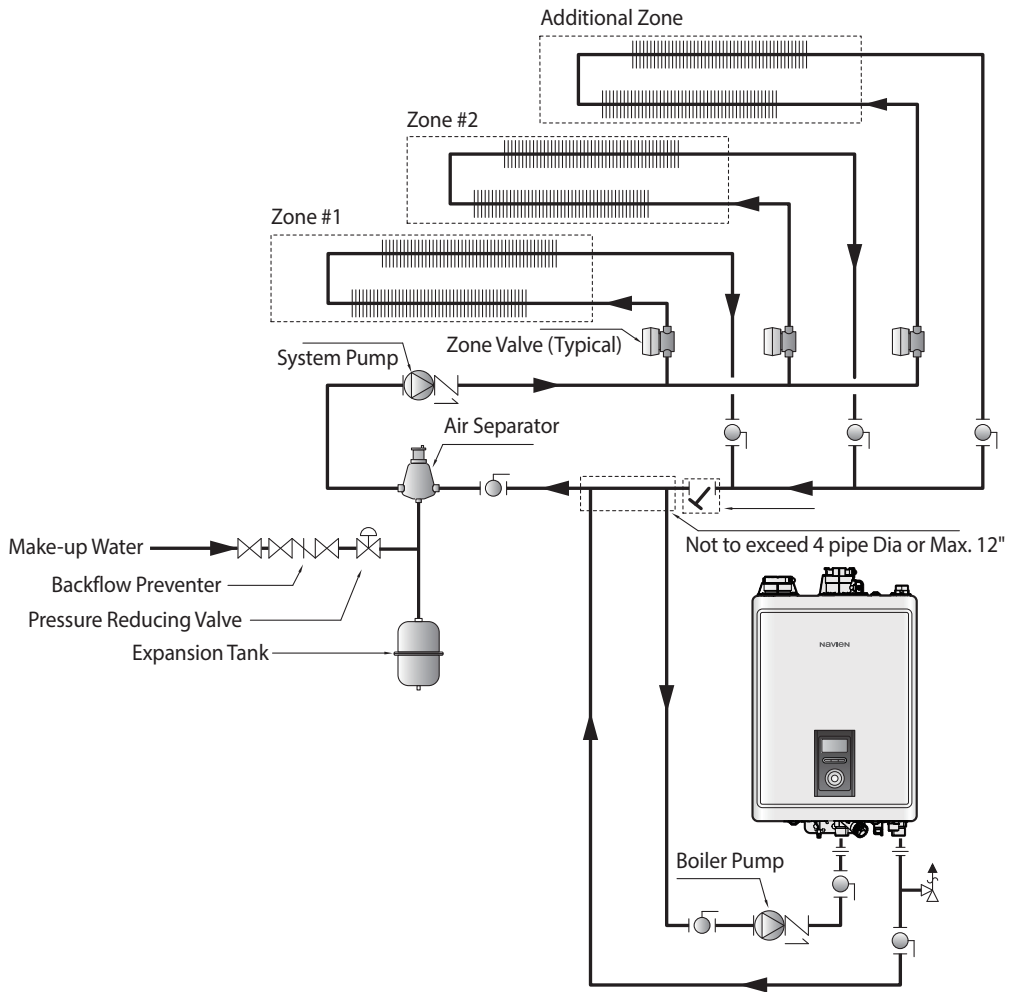 Additional Zone
Zone #2
Zone #1
Zone Valve (Typical)
System Pump
Air Separator
Make-up Water
Not to exceed 4 pipe Dia or Max. 12"
Backflow Preventer
Pressure Reducing Valve
Expansion Tank
NAVIEN
Boiler Pump